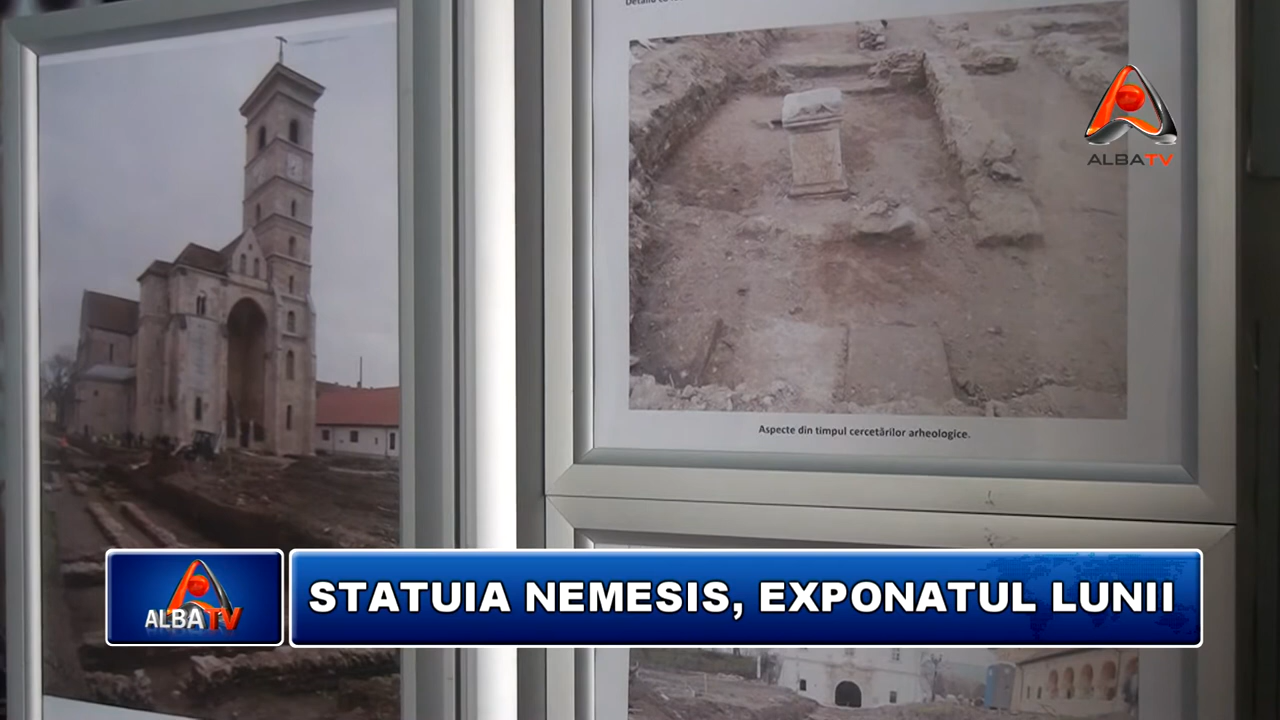 ALBATV
Aspecte din timpul cercetărilor arheologice.
ALBATV
STATUIA NEMESIS, EXPONATUL LUNII